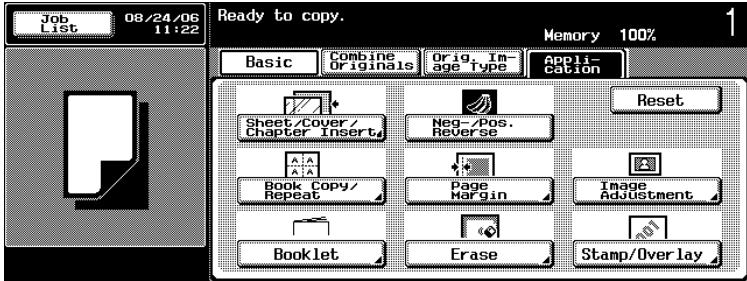 Job
List
08/24/06
11:22
Ready to copy.
Memory 100%
1
Basic
Combine
Originals
Orig. Im-
age Type
Appli-
cation
Sheet/Cover/
Chapter Insert
Neg-/Pos.
Reverse
Reset
A A
A A
Book Copy/
Repeat
Page
Margin
Image
Adjustment
001
Booklet
Erase
Stamp/Overlay